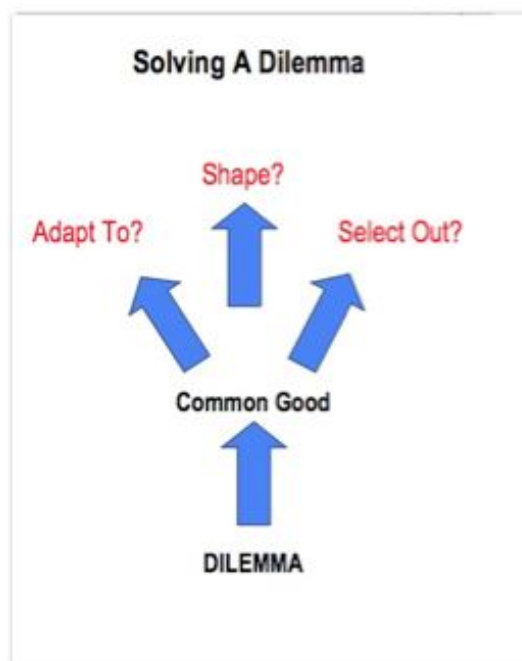 Solving A Dilemma
Shape?
Adapt To?
Select Out?
Common Good
DILEMMA